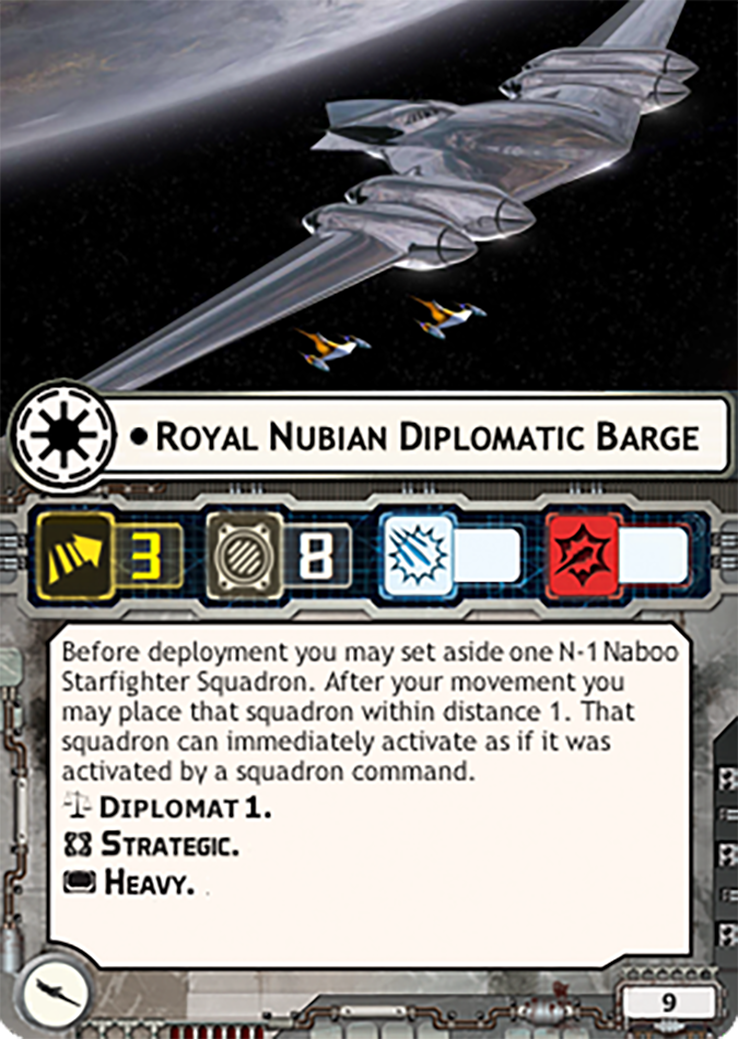 • Royal Nubian Diplomatic Barge
3 8
Before deployment you may set aside one N-1 Naboo
Starfighter Squadron. After your movement you
may place that squadron within distance 1. That
squadron can immediately activate as if it was
activated by a squadron command.
Diplomat 1.
Strategic.
Heavy.
9